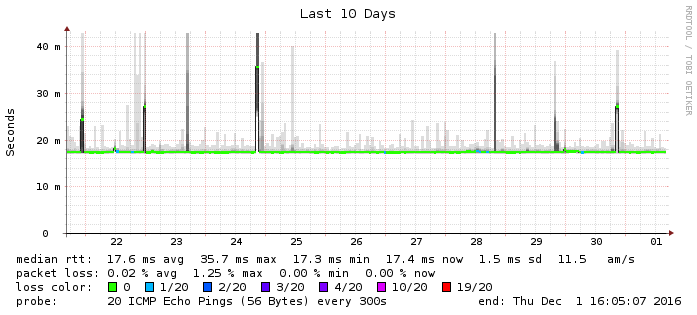 Last 10 Days
RRDTOOL / TOBI OETIKER
Seconds
40 m
30 m
20 m
10 m
0
22 23 24 25 26 27 28 29 30 01
median rtt: 17.6 ms avg 35.7 ms max 17.3 ms min 17.4 ms now 1.5 ms sd 11.5 am/s
packet loss: 0.02 % avg 1.25 % max 0.00 % min 0.00 % now
loss color: 0 1/20 2/20 3/20 4/20 10/20 19/20
probe: 20 ICMP Echo Pings (56 Bytes) every 300s end: Thu Dec 1 16:05:07 2016